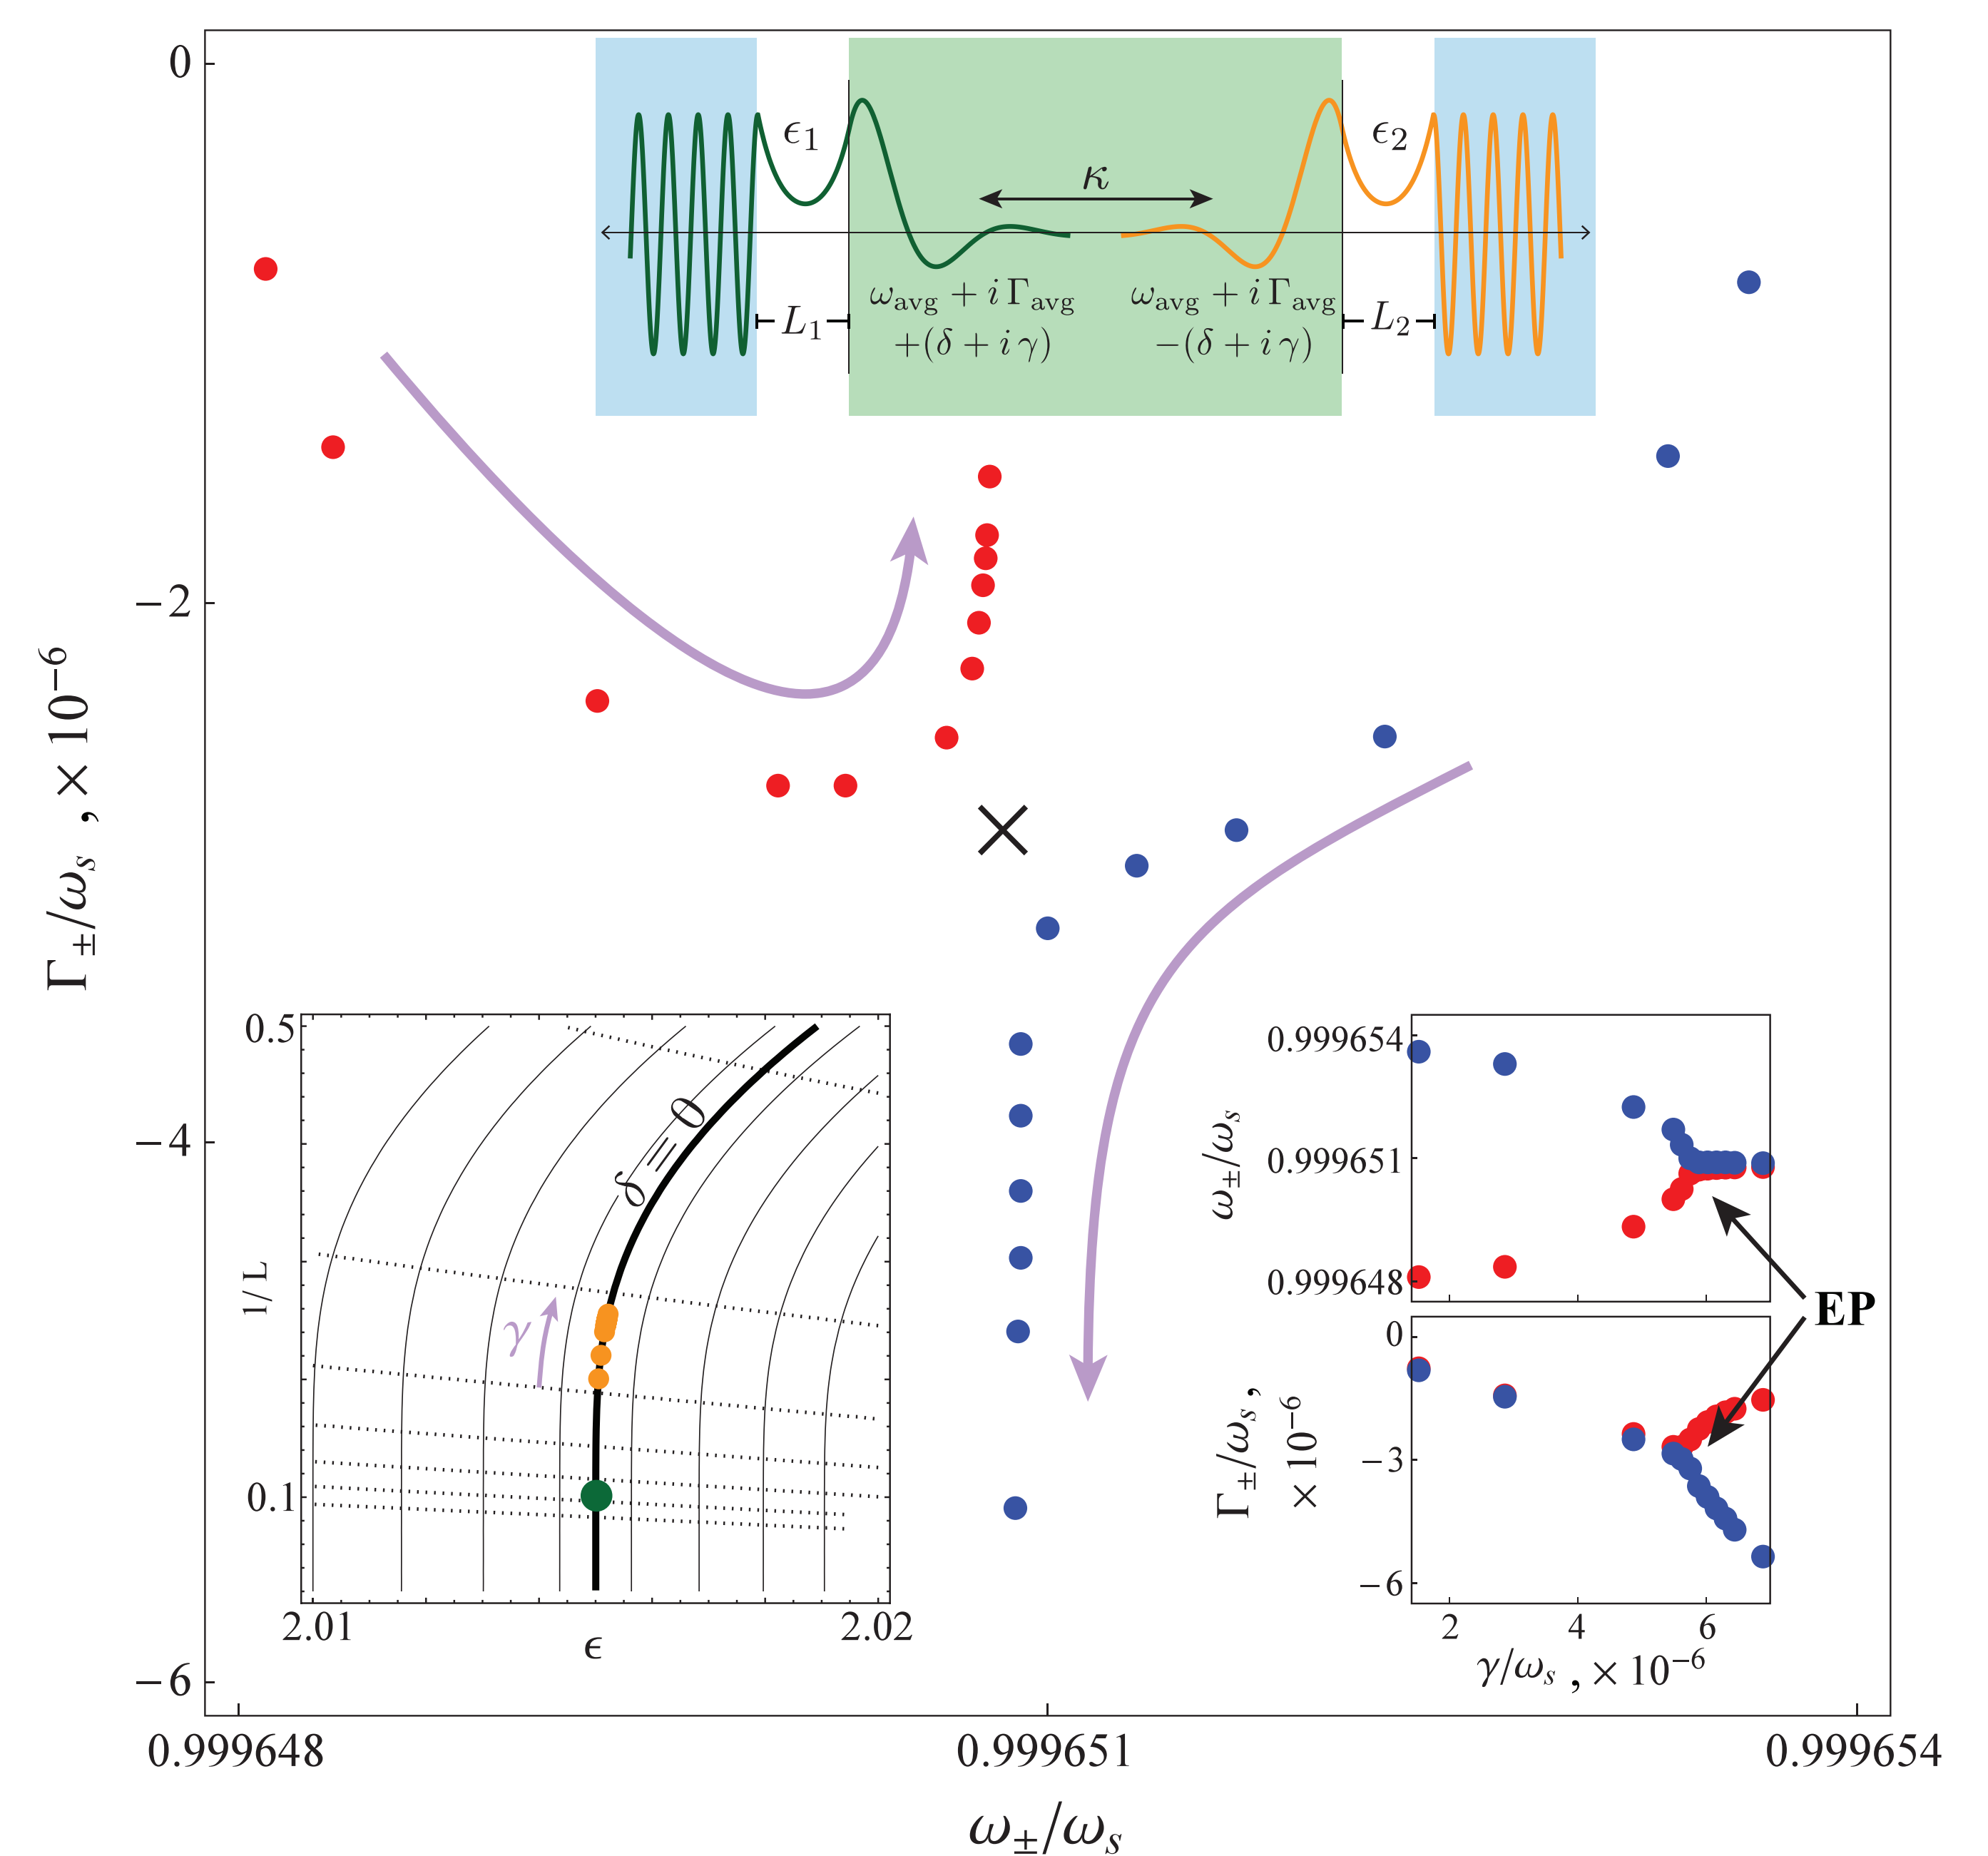 0
−2
−4
−6
Γ±/ωs , × 10−6
0.999648
0.999651
0.999654
ω±/ωs
ϵ1
ϵ2
κ
ωavg + i Γavg
+(δ + i γ)
ωavg + i Γavg
−(δ + i γ)
L1
L2
0.5
0.1
1/ L
δ = 0
γ
2.01
2.02
ϵ
0.999654
0.999651
0.999648
ω±/ωs
EP
0
−3
−6
Γ±/ωs ,
× 10−6
2
4
6
γ/ωs , × 10−6